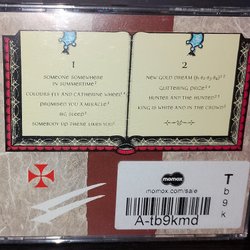 1
SOMEONE SOMEWHERE
IN SUMMERTIME
COLOURS FLY AND CATHERINE WHEEL
PROMISED YOU A MIRACLE
BIG SLEEP
SOMEBODY UP THERE LIKES YOU
2
NEW GOLD DREAM (81-82-83-84)
GLITTERING PRIZE
HUNTER AND THE HUNTED
KING IS WHITE AND IN THE CROWD
momox
momox.com/sale
A-tb9kmd
T
b
9
k